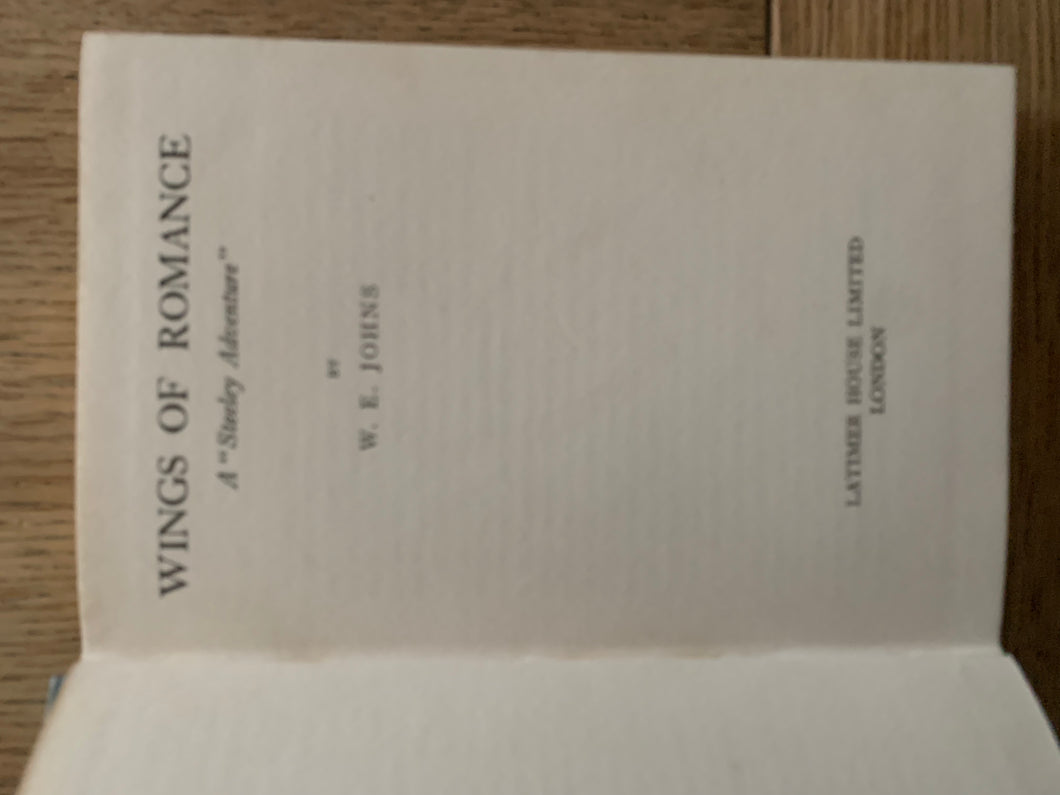 WINGS OF ROMANCE
A "Steeley Adventure"
BY
W. E. JOHNS
LATIMER HOUSE LIMITED
LONDON